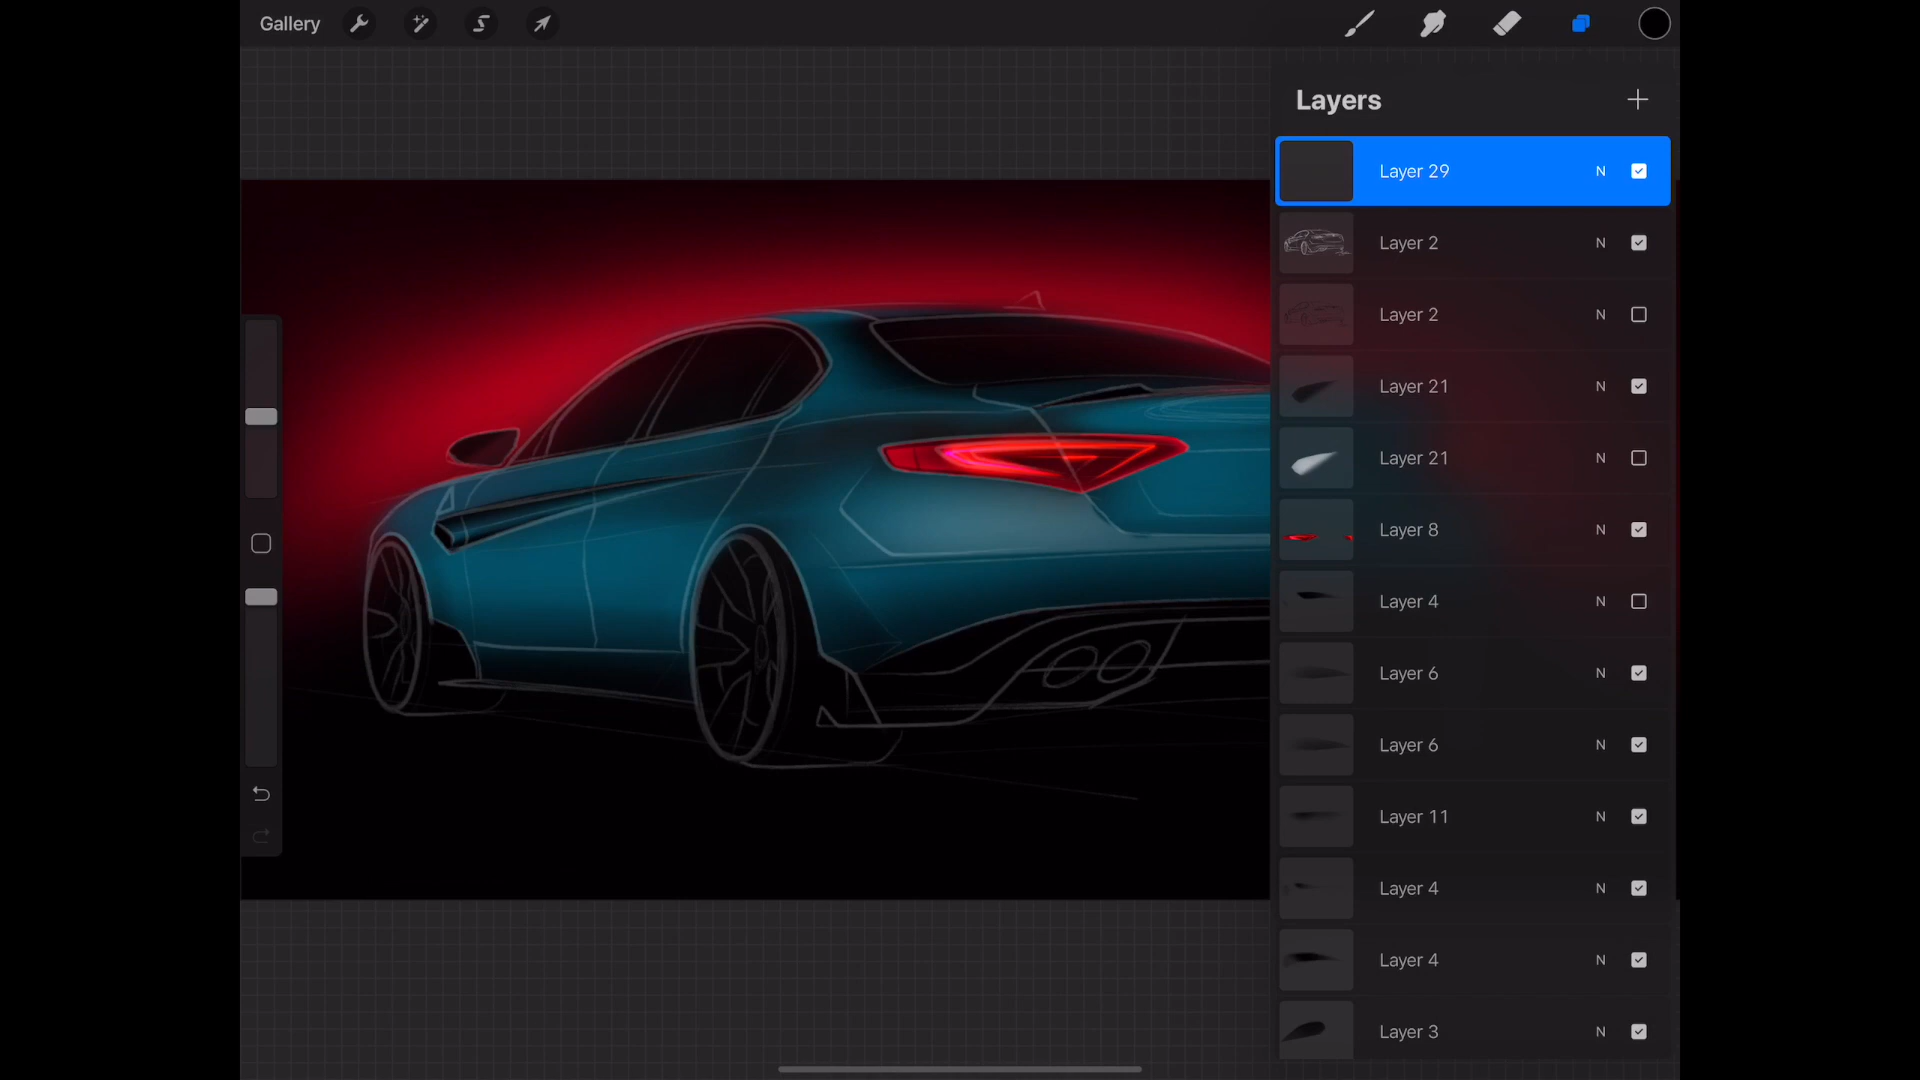 Gallery
Layers
Layer 29 N
Layer 2 N
Layer 2 N
Layer 21 N
Layer 21 N
Layer 8 N
Layer 4 N
Layer 6 N
Layer 6 N
Layer 11 N
Layer 4 N
Layer 4 N
Layer 3 N